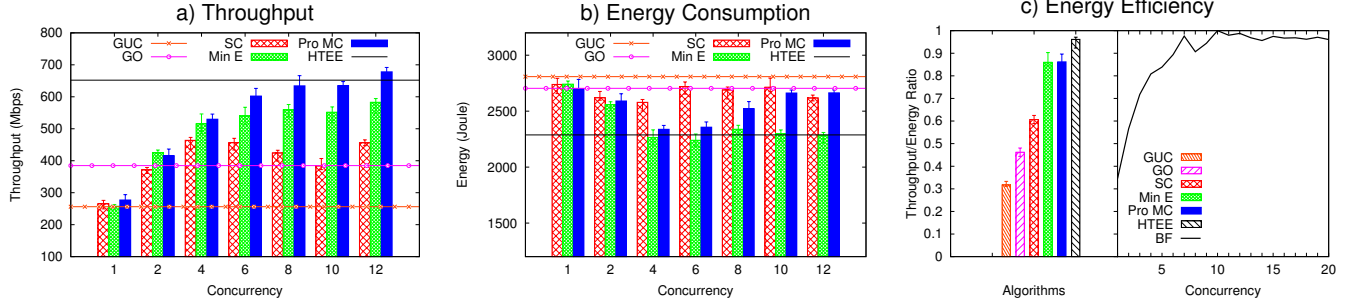 a) Throughput
GUC
GO
SC
Min E
Pro MC
HTEE
Throughput (Mbps)
800
700
600
500
400
300
200
100
1 2 4 6 8 10 12
Concurrency
b) Energy Consumption
GUC
GO
SC
Min E
Pro MC
HTEE
Energy (Joule)
3000
2500
2000
1500
1 2 4 6 8 10 12
Concurrency
c) Energy Efficiency
Throughput/Energy Ratio
1
0.9
0.8
0.7
0.6
0.5
0.4
0.3
0.2
0.1
0
GUC
GO
SC
Min E
Pro MC
HTEE
BF
Algorithms
5 10 15 20
Concurrency